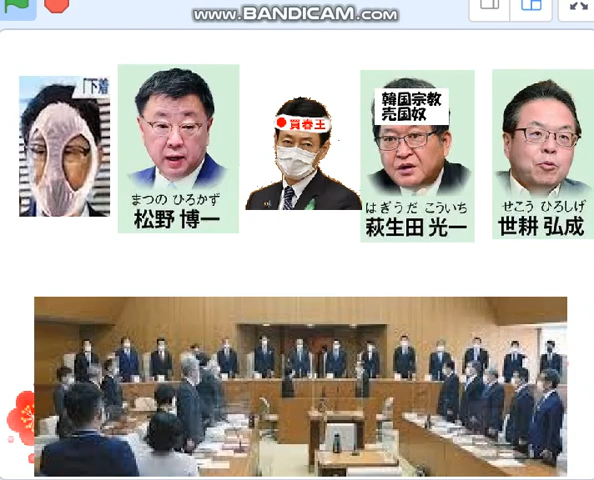 www.BANDICAM.com
「下着
まつの ひろかず
松野 博一
買春王
韓国宗教
売国奴
はぎうだ こういち
萩生田 光一
せこう ひろしげ
世耕 弘成